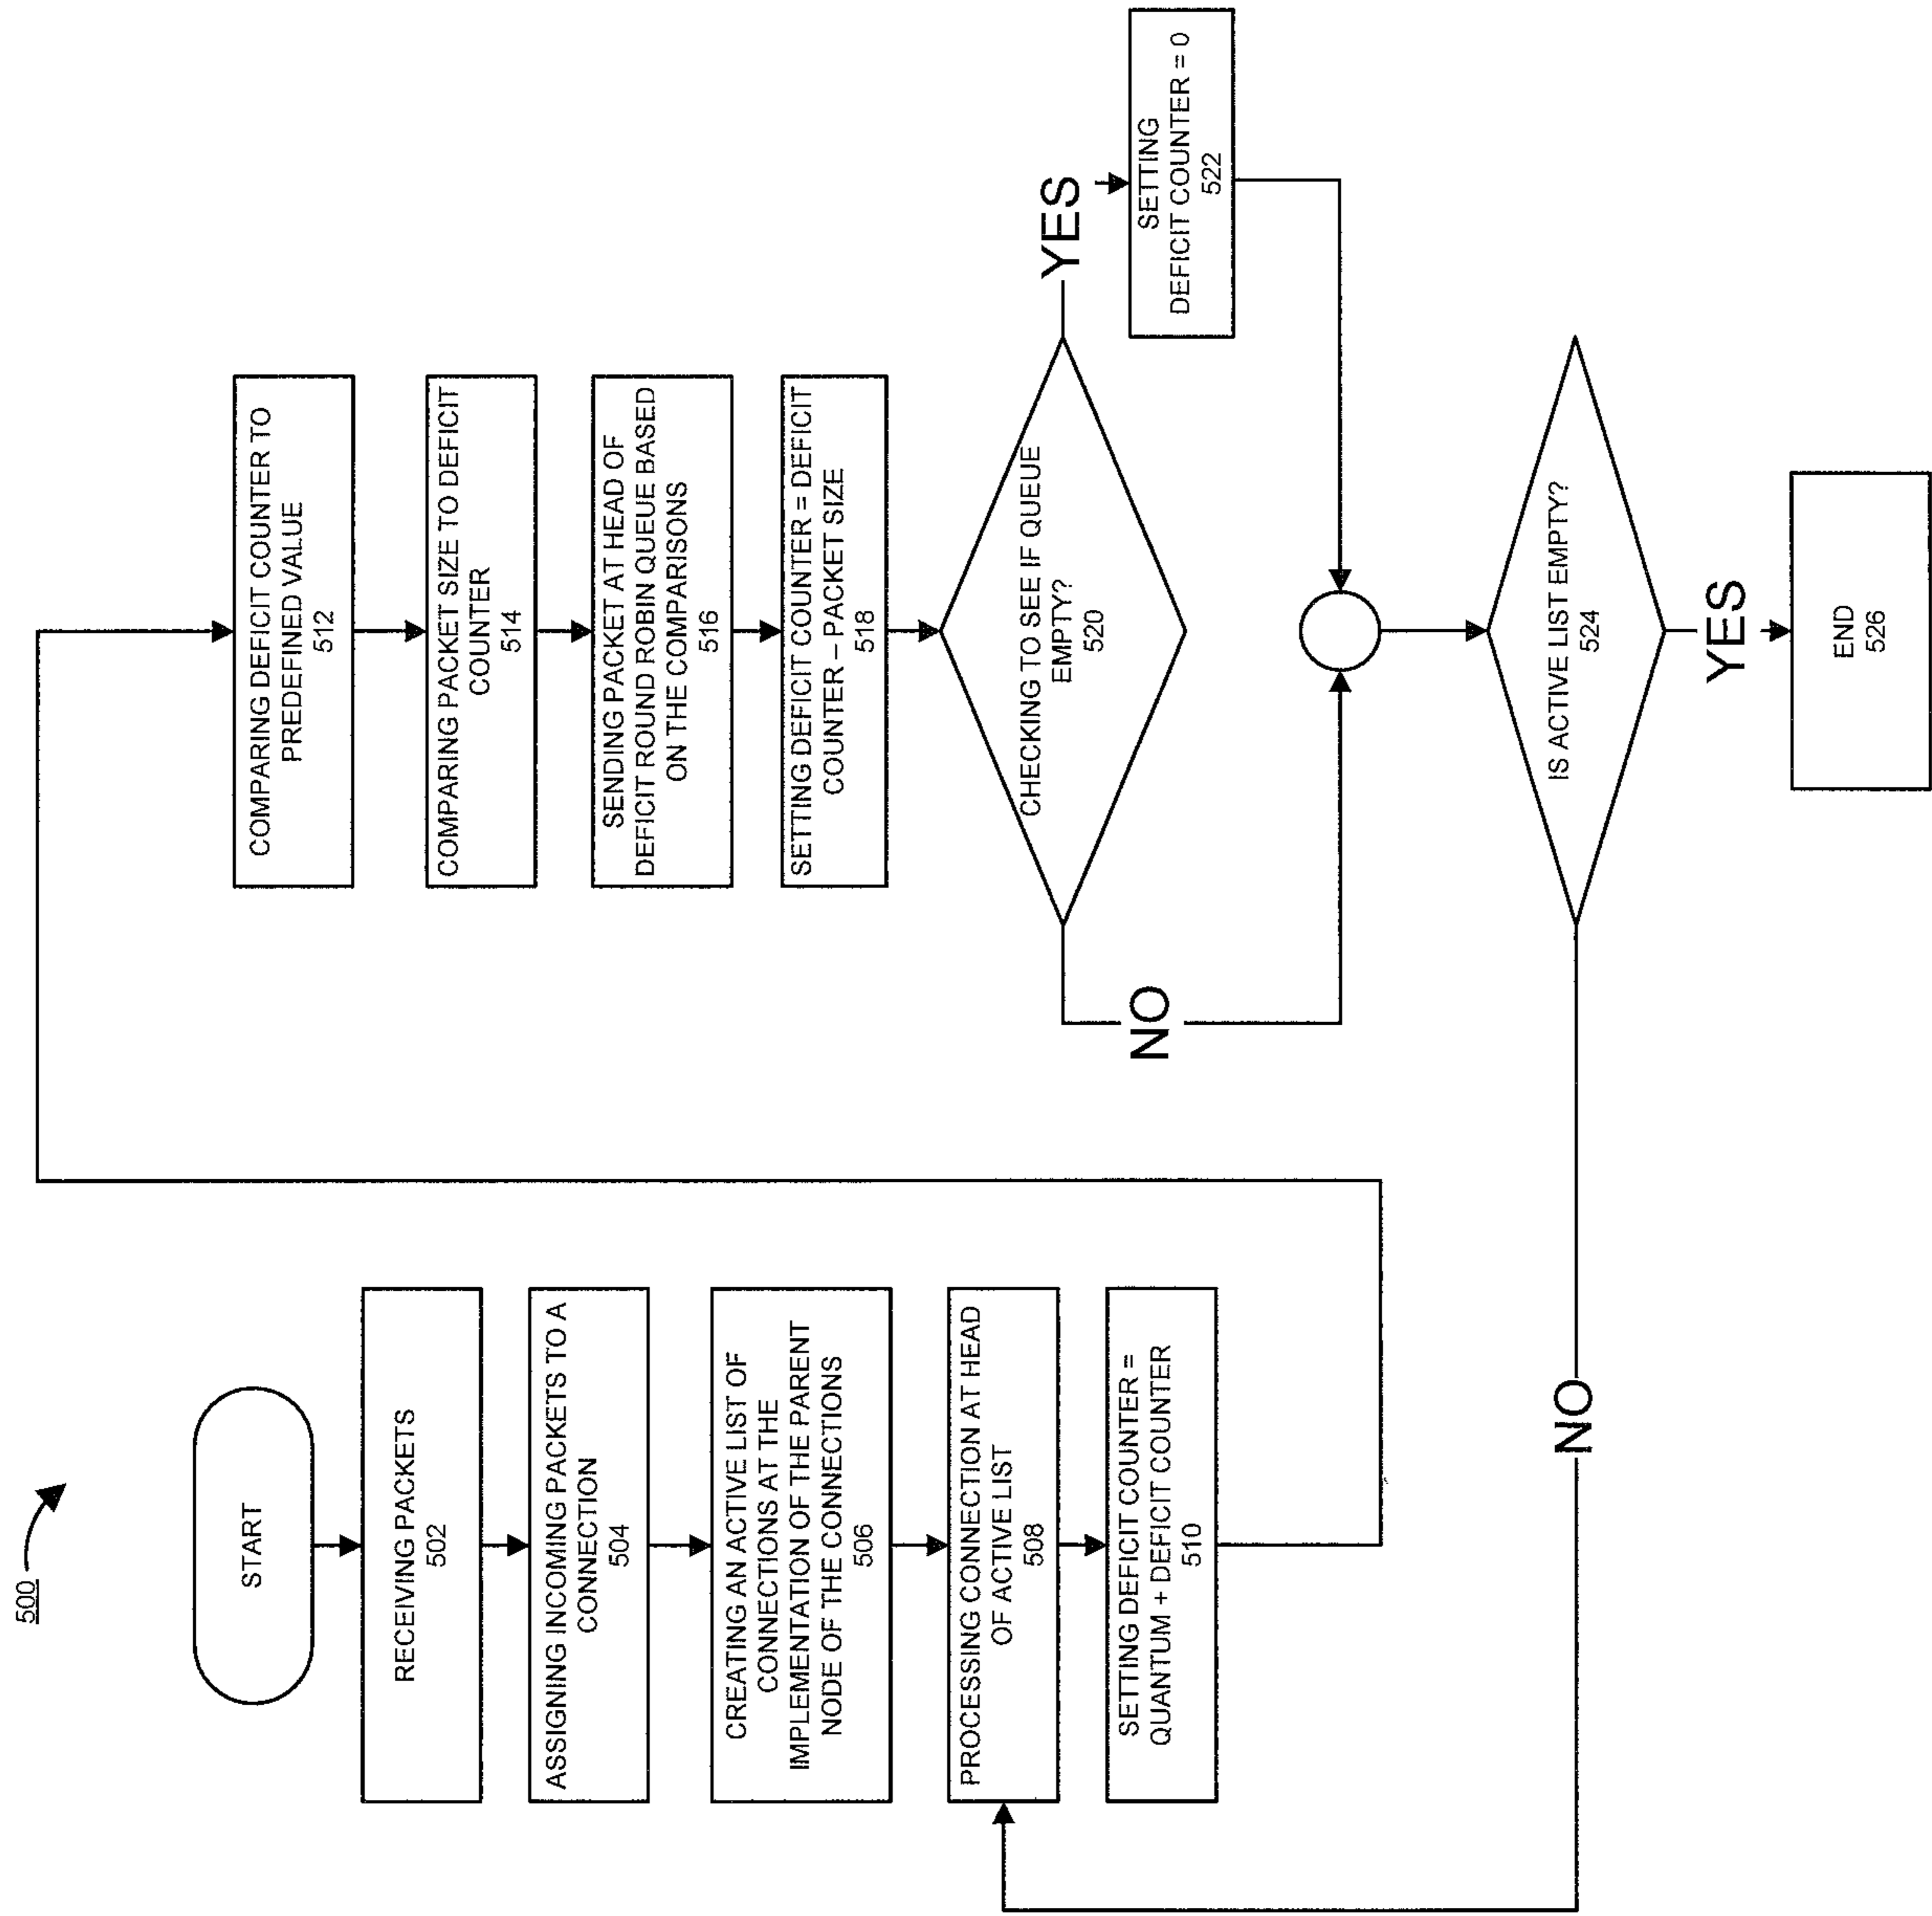 500
START
RECEIVING PACKETS
502
ASSIGNING INCOMING PACKETS TO A
CONNECTION
504
CREATING AN ACTIVE LIST OF
CONNECTIONS AT THE
IMPLEMENTATION OF THE PARENT
NODE OF THE CONNECTIONS
506
PROCESSING CONNECTION AT HEAD
OF ACTIVE LIST
508
SETTING DEFICIT COUNTER =
QUANTUM + DEFICIT COUNTER
510
COMPARING DEFICIT COUNTER TO
PREDEFINED VALUE
512
COMPARING PACKET SIZE TO DEFICIT
COUNTER
514
SENDING PACKET AT HEAD OF
DEFICIT ROUND ROBIN QUEUE BASED
ON THE COMPARISONS
516
SETTING DEFICIT COUNTER = DEFICIT
COUNTER – PACKET SIZE
518
CHECKING TO SEE IF QUEUE
EMPTY?
520
YES
NO
SETTING
DEFICIT COUNTER = 0
522
IS ACTIVE LIST EMPTY?
524
NO
YES
END
526